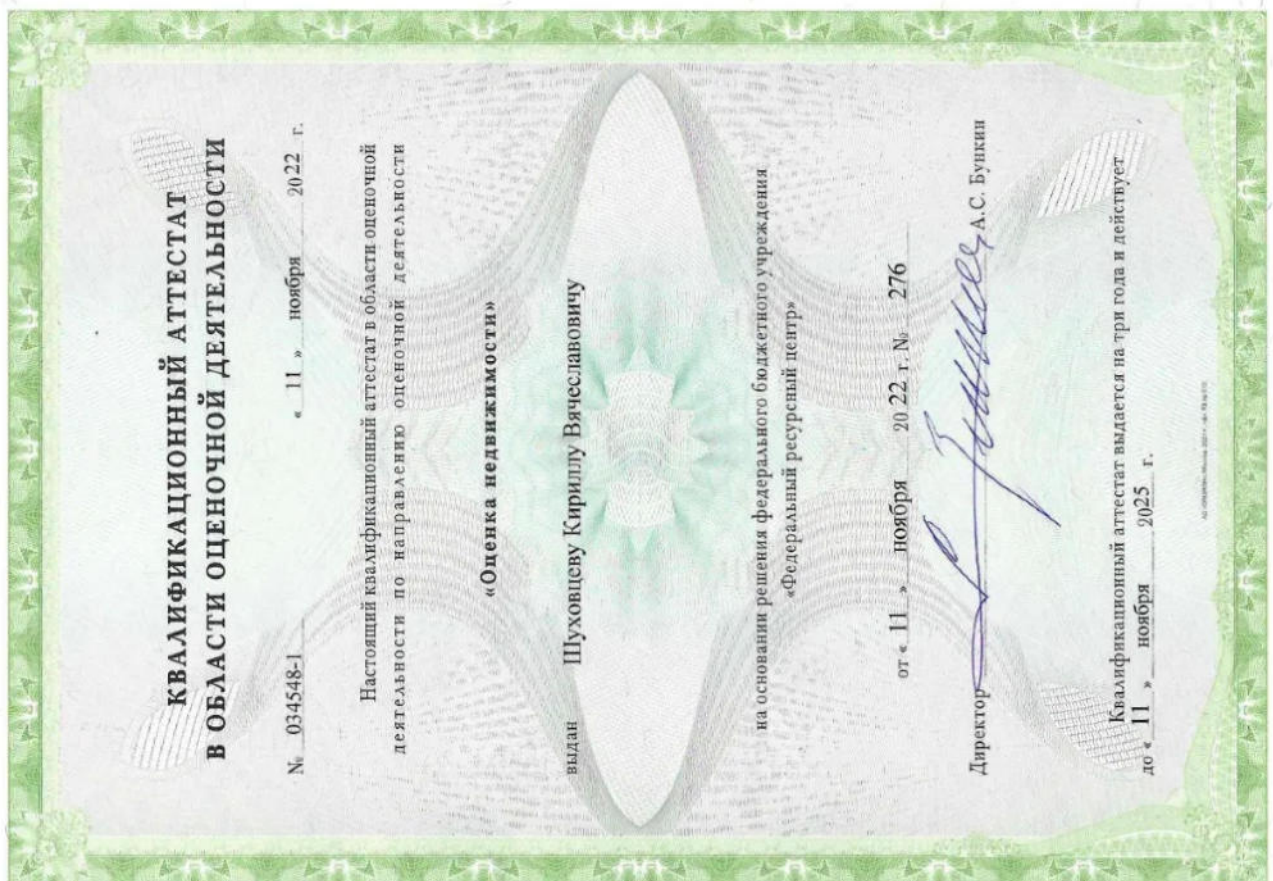 КВАЛИФИКАЦИОННЫЙ АТТЕСТАТ
В ОБЛАСТИ ОЦЕНОЧНОЙ ДЕЯТЕЛЬНОСТИ
№ 034548-1 « 11 » ноября 2022 г.
Настоящий квалификационный аттестат в области оценочной
деятельности по направлению оценочной деятельности
«Оценка недвижимости»
выдан Шуховцеву Кириллу Вячеславовичу
на основании решения федерального бюджетного учреждения
«Федеральный ресурсный центр»
от « 11 » ноября 20 22 г. № 276
Директор А.С. Бункин
Квалификационный аттестат выдается на три года и действует
до « 11 » ноября 2025 г.